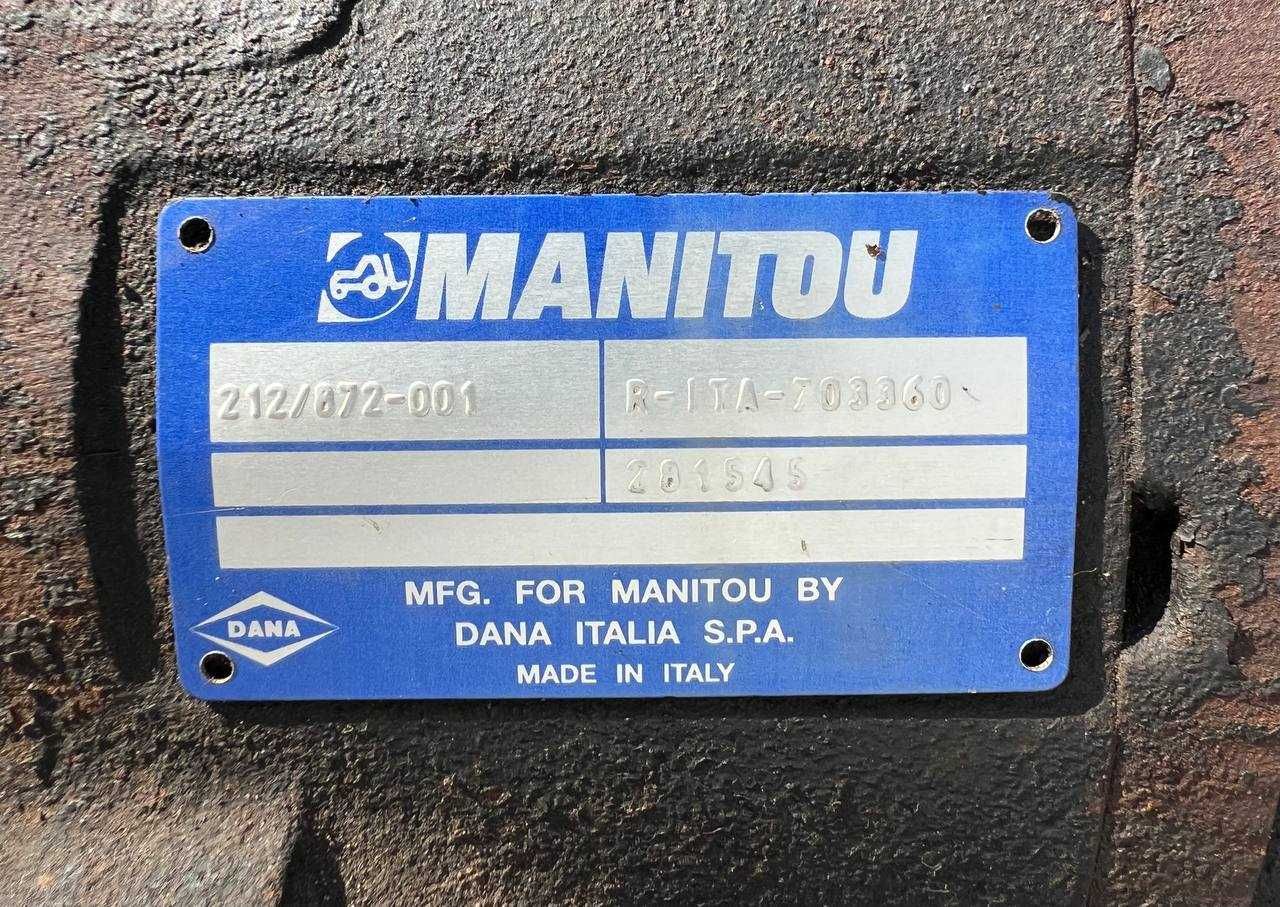 MANITOU
212/872-001 R-ITA-703360
281545
MFG. FOR MANITOU BY
DANA ITALIA S.P.A.
DANA
MADE IN ITALY